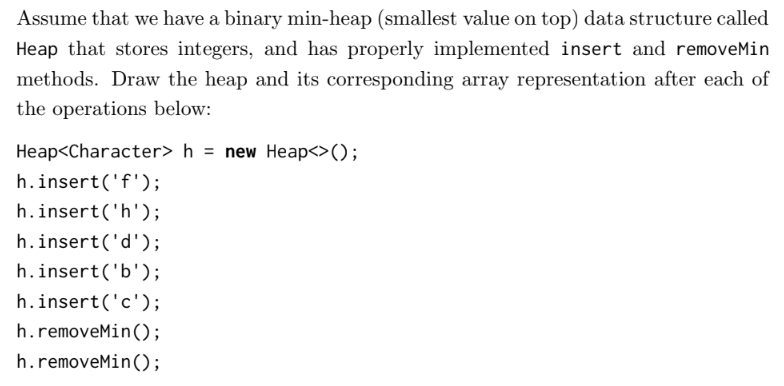 Assume that we have a binary min-heap (smallest value on top) data structure called
Heap that stores integers, and has properly implemented insert and removeMin
methods. Draw the heap and its corresponding array representation after each of
the operations below:
Heap<Character> h = new Heap<>();
h.insert('f');
h.insert('h');
h.insert('d');
h.insert('b');
h.insert('c');
h.removeMin();
h.removeMin();